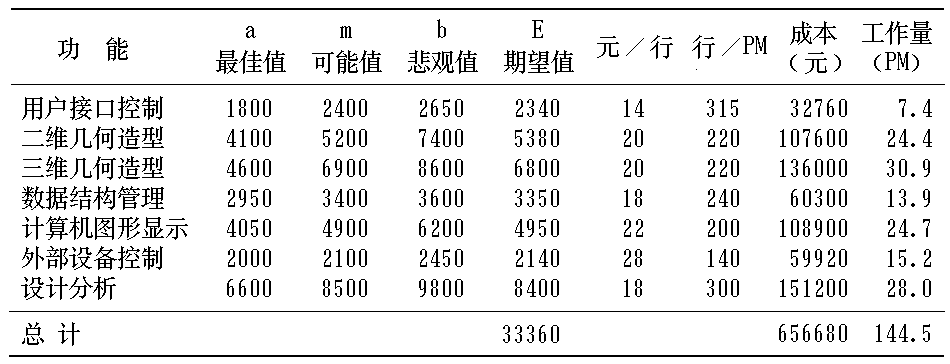 功 能 a 最佳值 m 可能值 b 悲观值 E 期望值 元／行 行／PM 成本（元） 工作量（PM）
用户接口控制 1800 2400 2650 2340 14 315 32760 7.4
二维几何造型 4100 5200 7400 5380 20 220 107600 24.4
三维几何造型 4600 6900 8600 6800 20 220 136000 30.9
数据结构管理 2950 3400 3600 3350 18 240 60300 13.9
计算机图形显示 4050 4900 6200 4950 22 200 108900 24.7
外部设备控制 2000 2100 2450 2140 28 140 59920 15.2
设计分析 6600 8500 9800 8400 18 300 151200 28.0
总 计 33360 656680 144.5